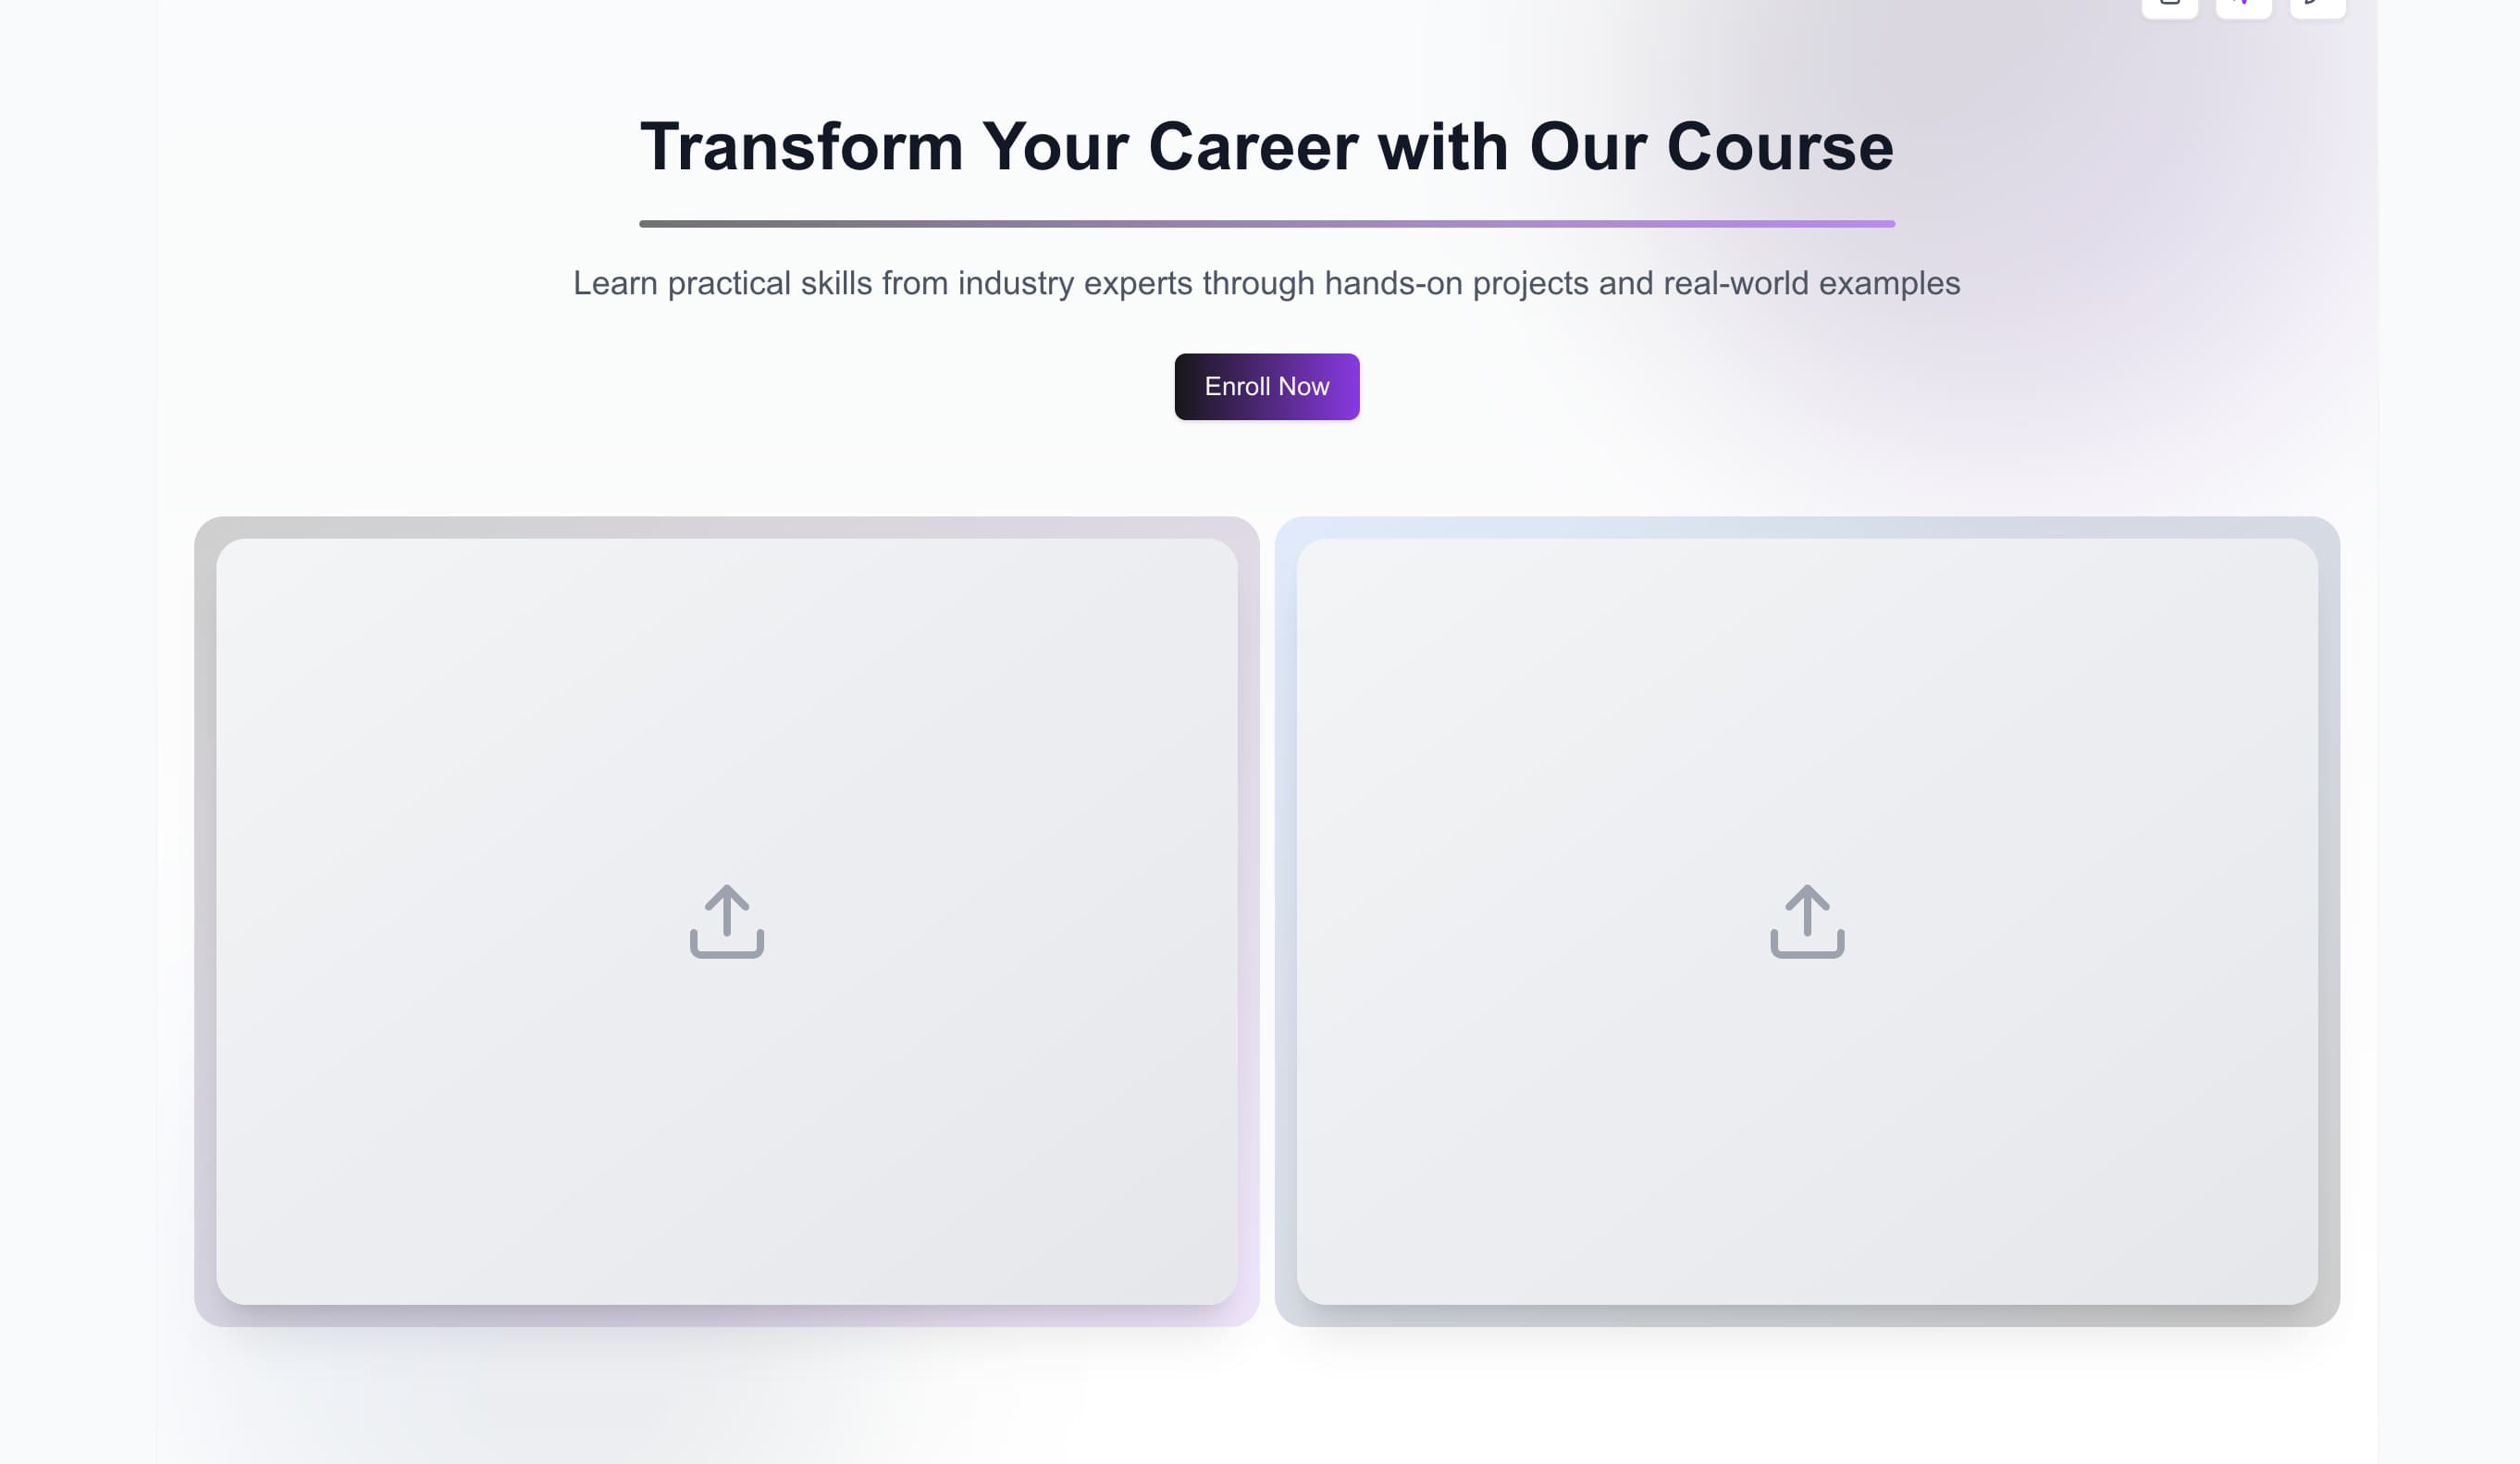 Transform Your Career with Our Course
Learn practical skills from industry experts through hands-on projects and real-world examples
Enroll Now